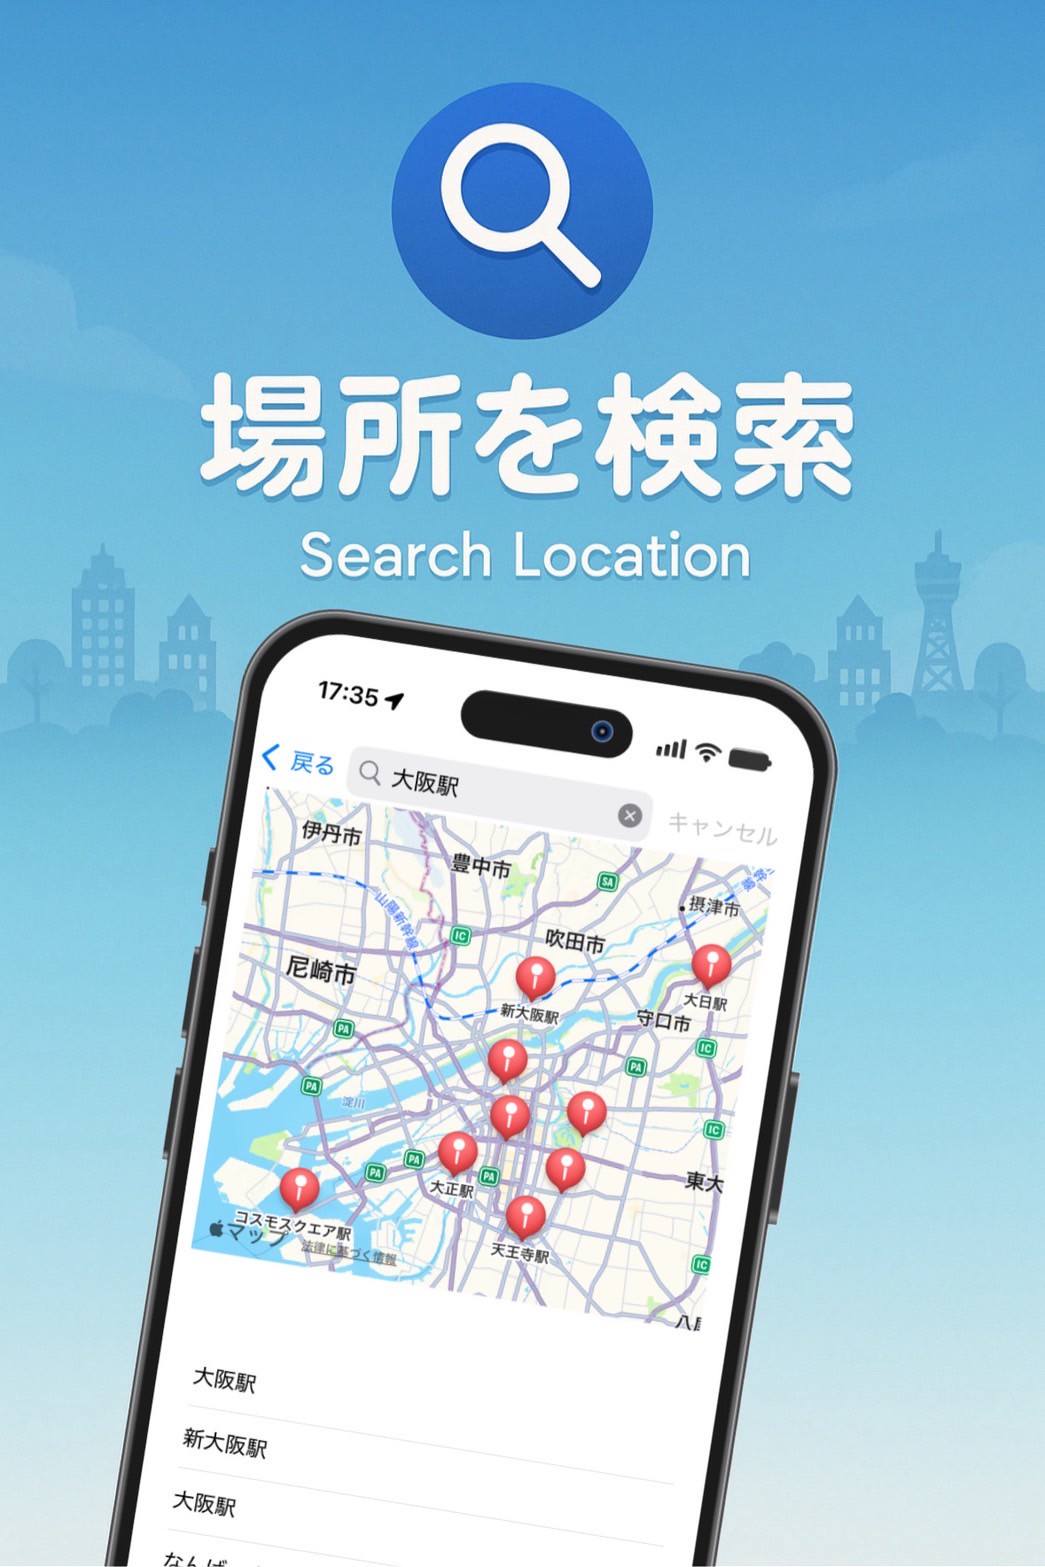 場所を検索
Search Location
17:35
戻る
大阪駅
キャンセル
伊丹市
豊中市
SA
摂津市
山陽新幹線
IC
吹田市
尼崎市
新大阪駅
大日駅
守口市
PA
IC
PA
PA
淀川
IC
PA
PA
PA
大正駅
東大
コスモスクエア駅
マップ
法律に基づく情報
天王寺駅
IC
大阪駅
新大阪駅
大阪駅